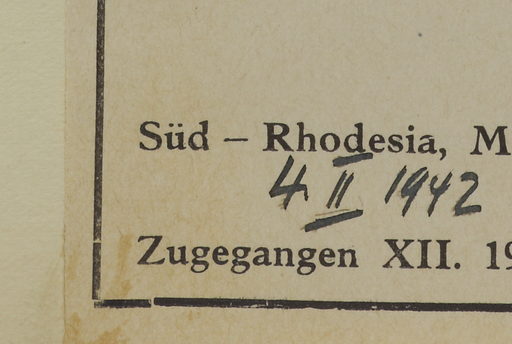 Süd – Rhodesia, M
4 II 1942
Zugegangen XII. 19